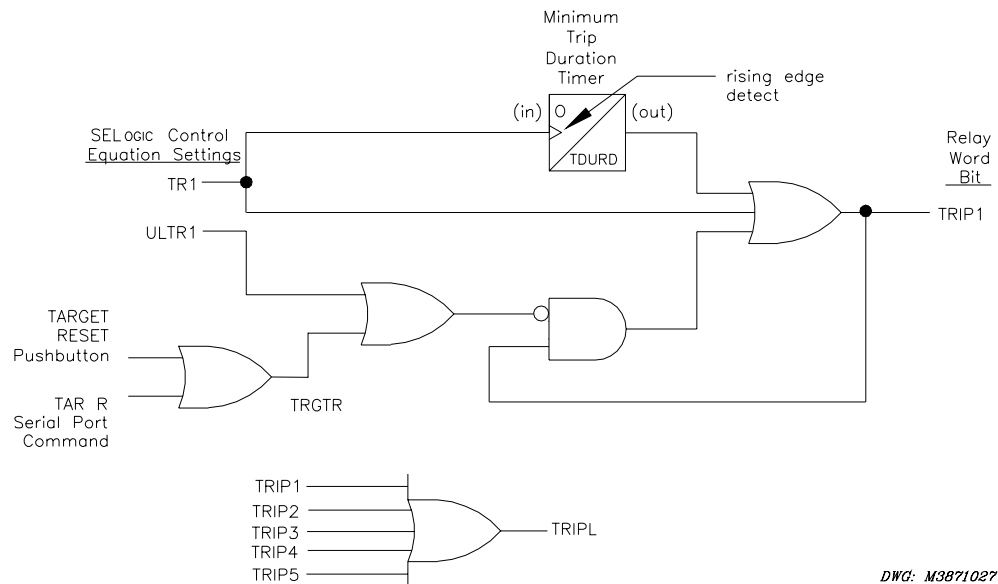 Minimum
Trip
Duration
Timer
rising edge
detect
(in)
0
(out)
TDURD
SELOGIC Control
Equation Settings
TR1
ULTR1
Relay
Word
Bit
TRIP1
TARGET
RESET
Pushbutton
TAR R
Serial Port
Command
TRGTR
TRIP1
TRIP2
TRIP3
TRIP4
TRIP5
TRIPL
DWG: M3871027